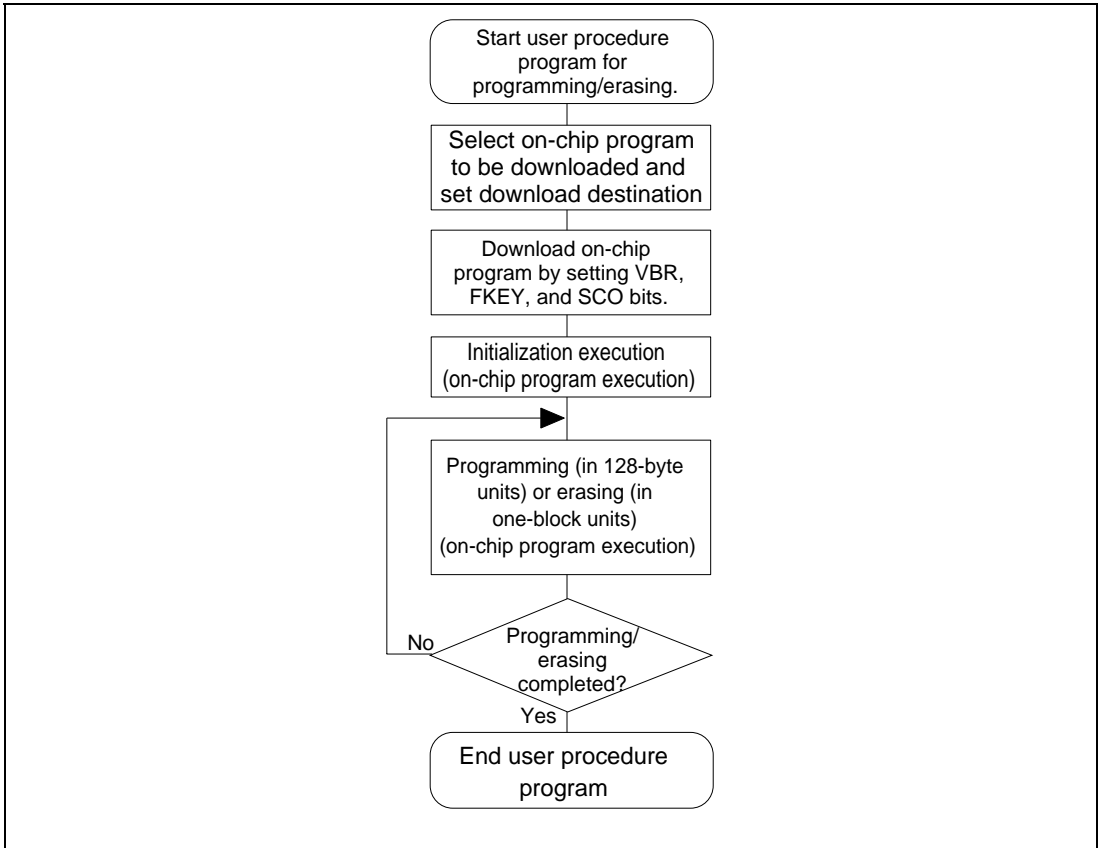 Start user procedure
program for
programming/erasing.
Select on-chip program
to be downloaded and
set download destination
Download on-chip
program by setting VBR,
FKEY, and SCO bits.
Initialization execution
(on-chip program execution)
Programming (in 128-byte
units) or erasing (in
one-block units)
(on-chip program execution)
No
Programming/
erasing
completed?
Yes
End user procedure
program